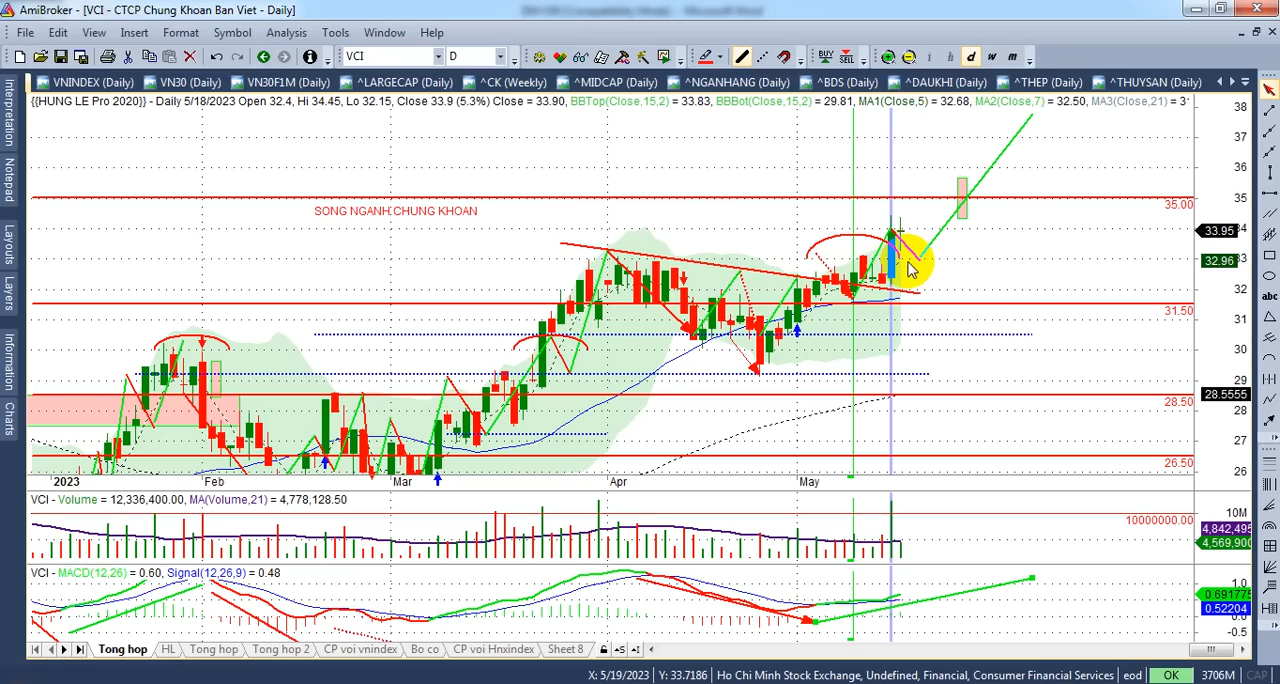 AmiBroker - [VCI - CTCP Chung Khoan Ban Viet - Daily]
File Edit View Insert Format Symbol Analysis Tools Window Help
VCI D BUY SELL i h d w m
VNINDEX (Daily) VN30 (Daily) VN30F1M (Daily) ^LARGECAP (Daily) ^CK (Weekly) ^MIDCAP (Daily) ^NGANHANG (Daily) ^BDS (Daily) ^DAUKHI (Daily) ^THEP (Daily) ^THUYSAN (Daily)
{{HUNG LE Pro 2020}} - Daily 5/18/2023 Open 32.4, Hi 34.45, Lo 32.15, Close 33.9 (5.3%) Close = 33.90, BBTop(Close,15,2) = 33.83, BBBot(Close,15,2) = 29.81, MA1(Close,5) = 32.68, MA2(Close,7) = 32.50, MA3(Close,21) = 3
Interpretation
Notepad
Layouts
Layers
Information
Charts
abc
38
37
36
35
35.00
SONG NGANH CHUNG KHOAN
33.95
32.96
32
31.50
31
30
29
28.5555
28.50
28
27
26.50
26
2023 Feb Mar Apr May
VCI - Volume = 12,336,400.00, MA(Volume,21) = 4,778,128.50
10M
10000000.00
4,842,495
4,569,900
VCI - MACD(12,26) = 0.60, Signal(12,26,9) = 0.48
1.0
0.691775
0.52204
-0.5
Tong hop HL Tong hop Tong hop 2 CP voi vnindex Bo co CP voi Hnxindex Sheet 8
X: 5/19/2023 Y: 33.7186 Ho Chi Minh Stock Exchange, Undefined, Financial, Consumer Financial Services eod OK 3706M CAP